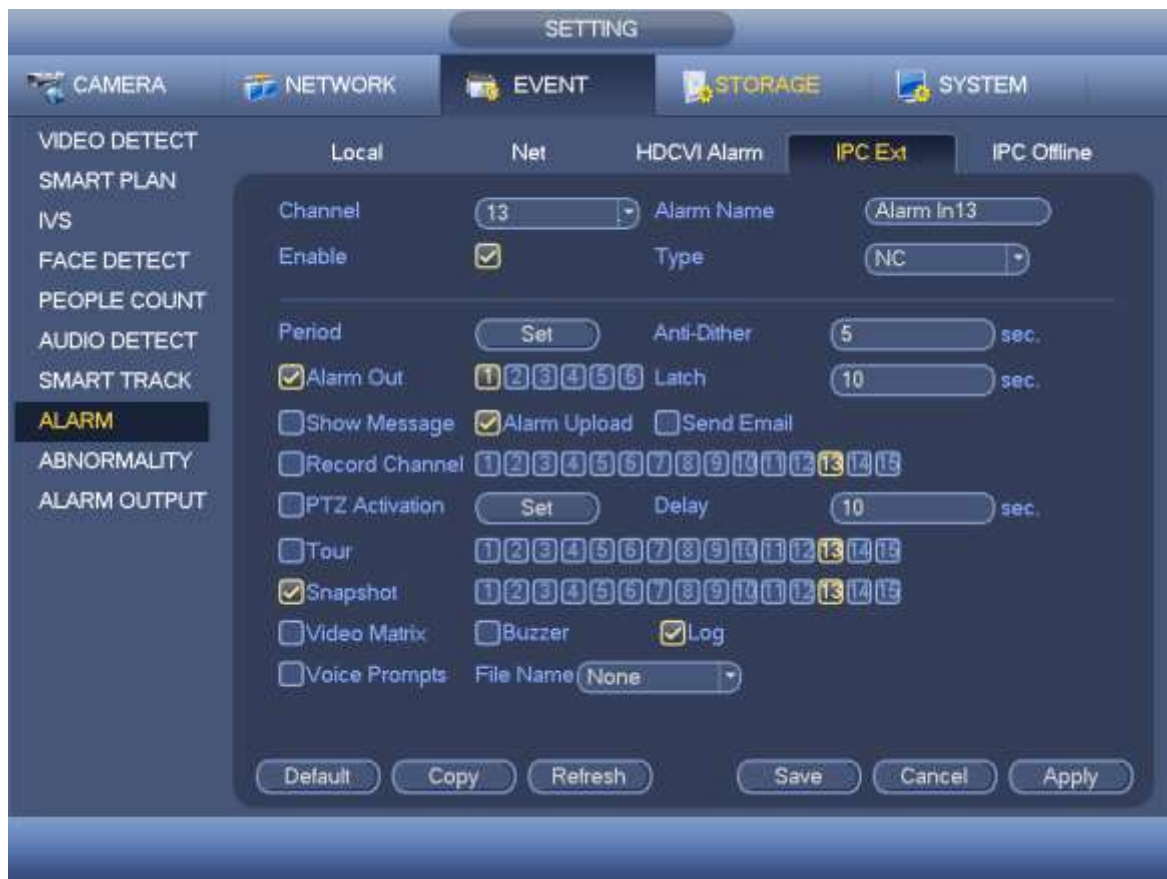 SETTING
CAMERA NETWORK EVENT STORAGE SYSTEM
VIDEO DETECT
SMART PLAN
IVS
FACE DETECT
PEOPLE COUNT
AUDIO DETECT
SMART TRACK
ALARM
ABNORMALITY
ALARM OUTPUT
Local Net HDCVI Alarm IPC Ext IPC Offline
Channel 13 Alarm Name Alarm In13
Enable Type NC
Period Set Anti-Dither 5 sec.
Alarm Out 1 2 3 4 5 6 Latch 10 sec.
Show Message Alarm Upload Send Email
Record Channel 1 2 3 4 5 6 7 8 9 10 11 12 13 14 15
PTZ Activation Set Delay 10 sec.
Tour 1 2 3 4 5 6 7 8 9 10 11 12 13 14 15
Snapshot 1 2 3 4 5 6 7 8 9 10 11 12 13 14 15
Video Matrix Buzzer Log
Voice Prompts File Name None
Default Copy Refresh Save Cancel Apply